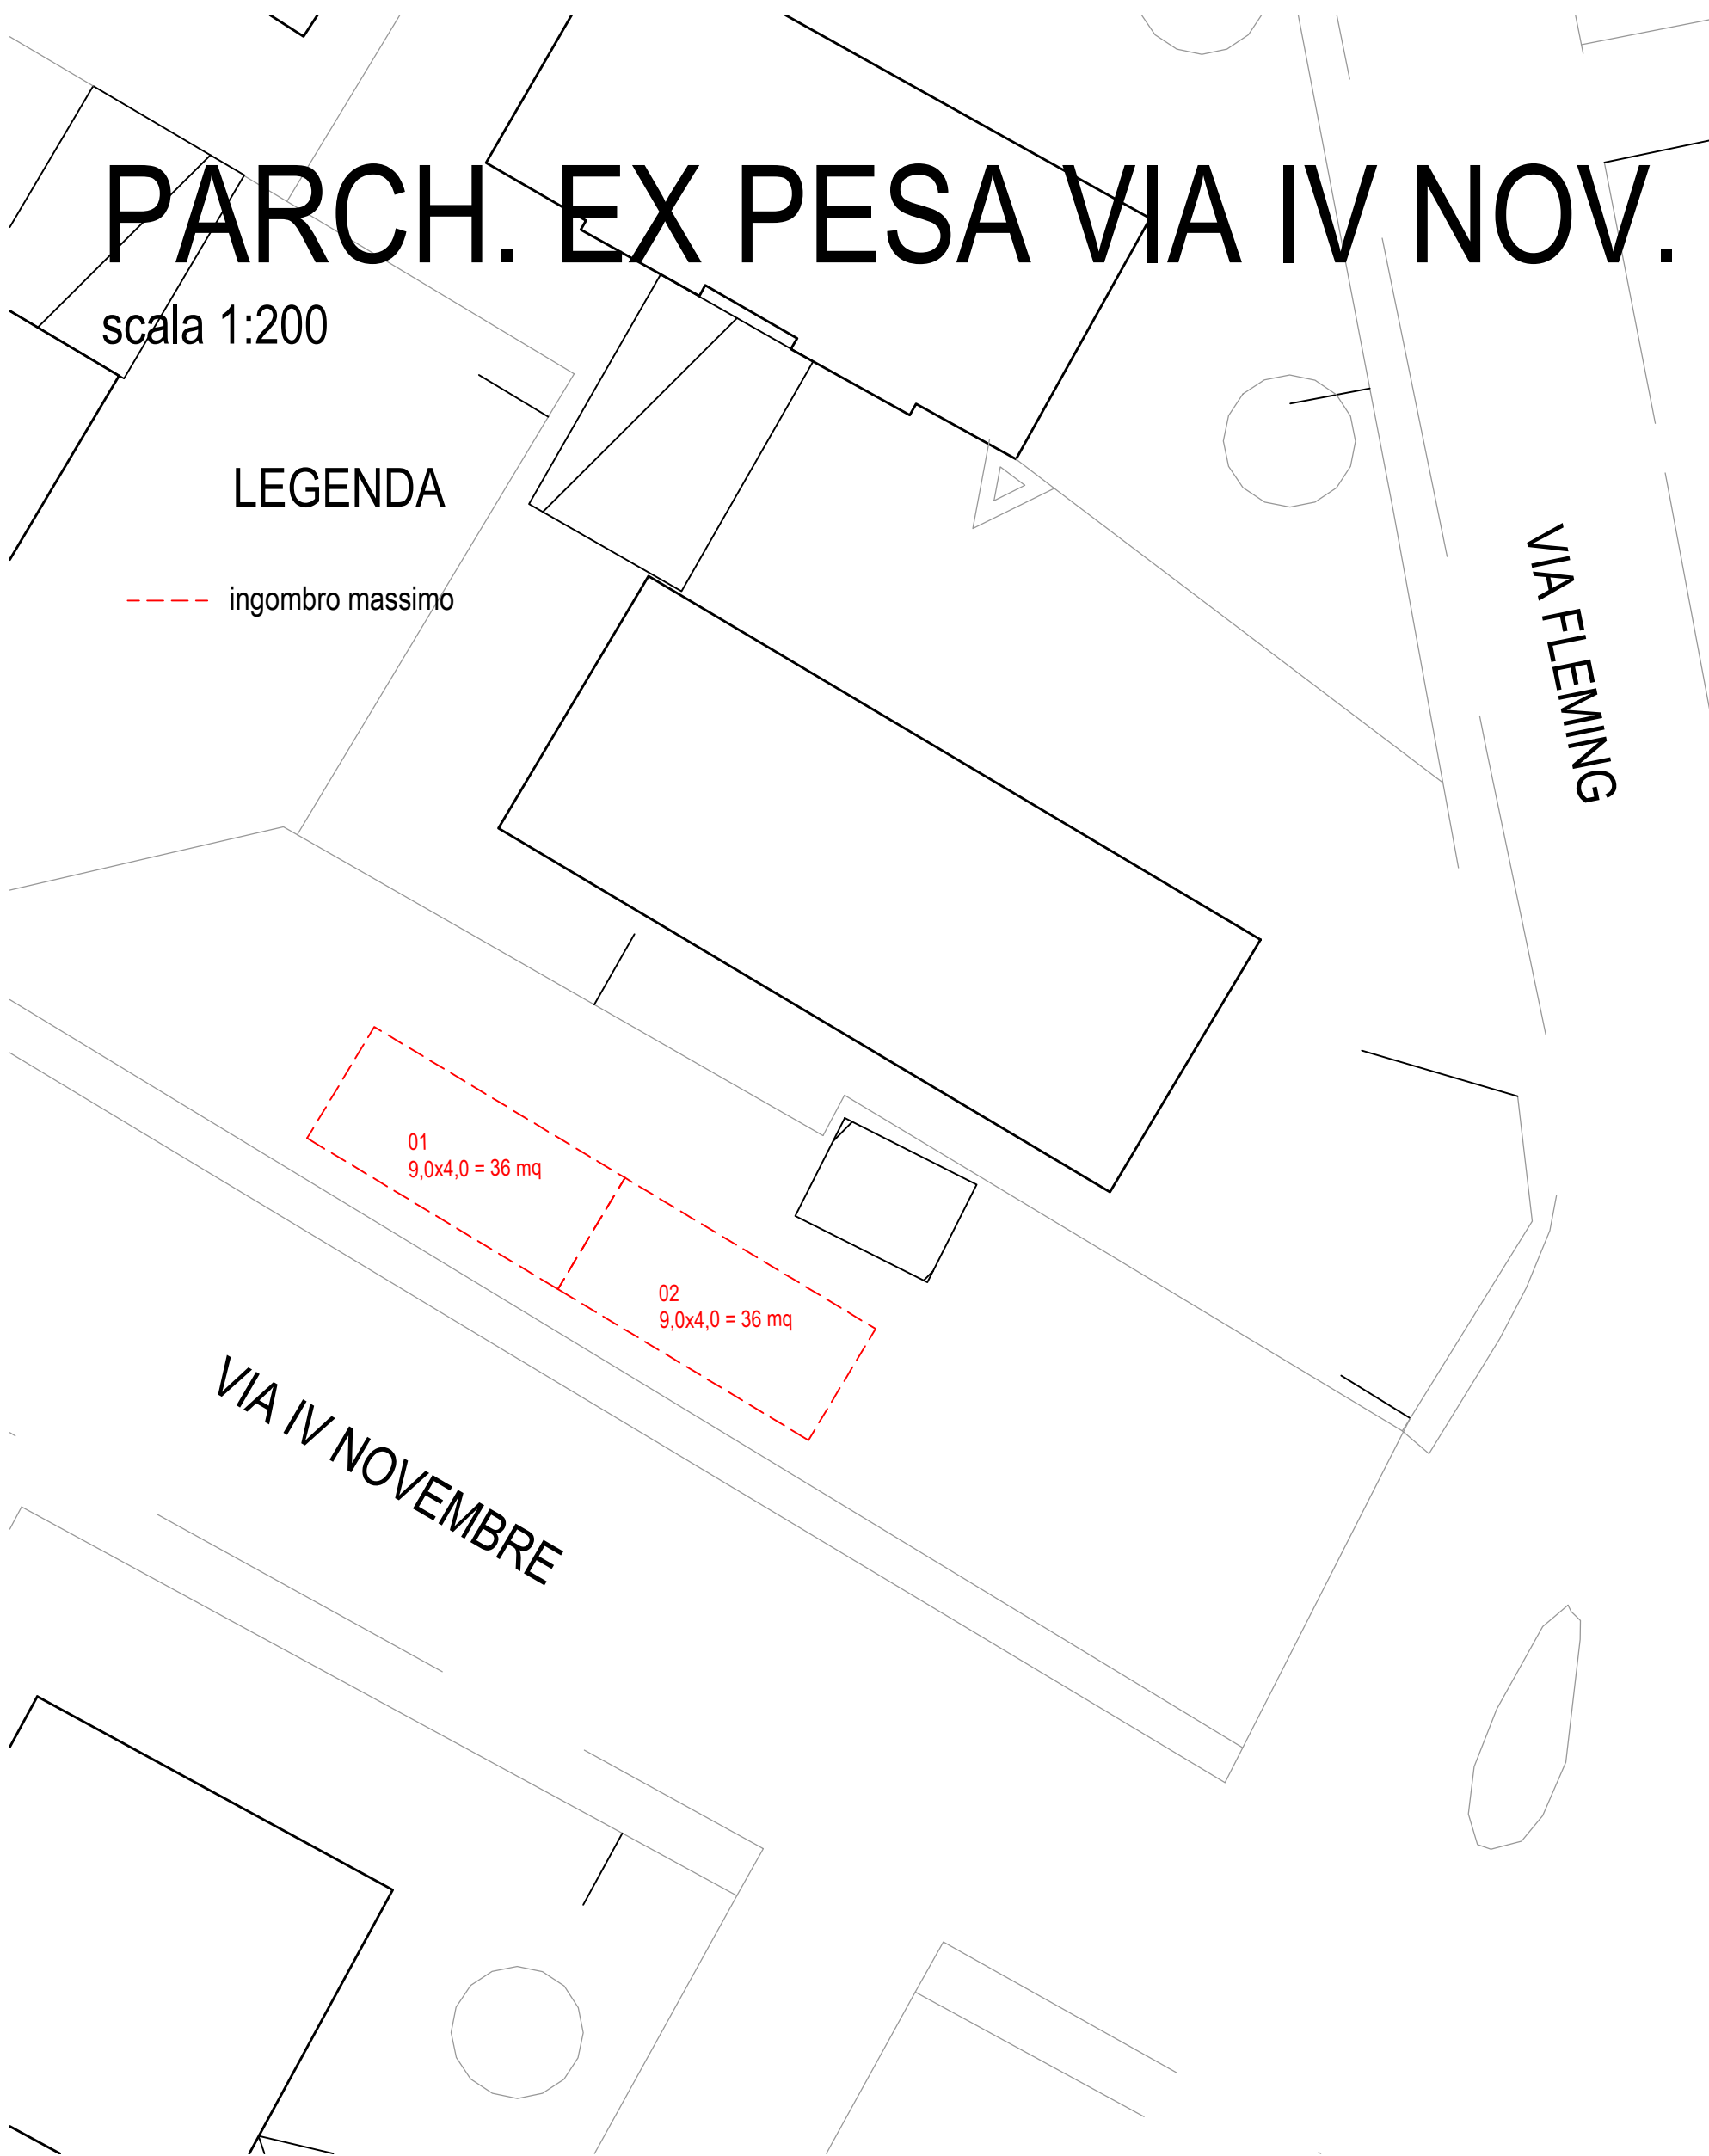 PARCH. EX PESA VIA IV NOV.
scala 1:200
LEGENDA
ingombro massimo
VIA FLEMING
01
9,0x4,0 = 36 mq
02
9,0x4,0 = 36 mq
VIA IV NOVEMBRE